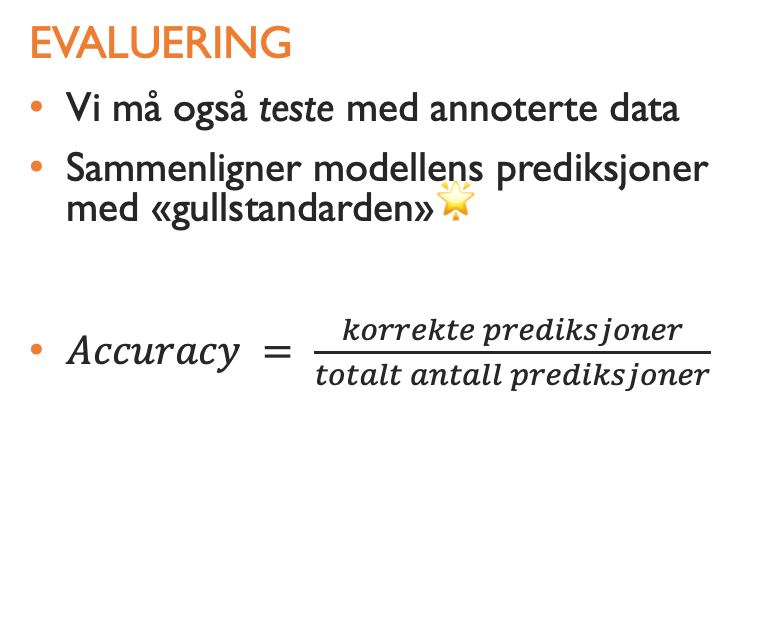 EVALUERING
• Vi må også teste med annoterte data
• Sammenligner modellens prediksjoner
med «gullstandarden»🌟
• Accuracy = korrekte prediksjoner
totalt antall prediksjoner